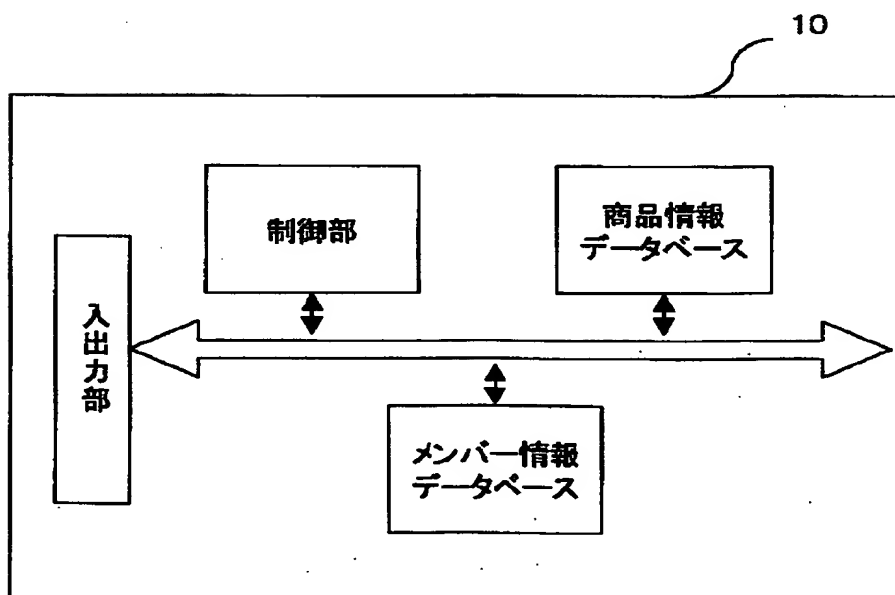 10
制御部
商品情報
データベース
入出力部
メンバー情報
データベース